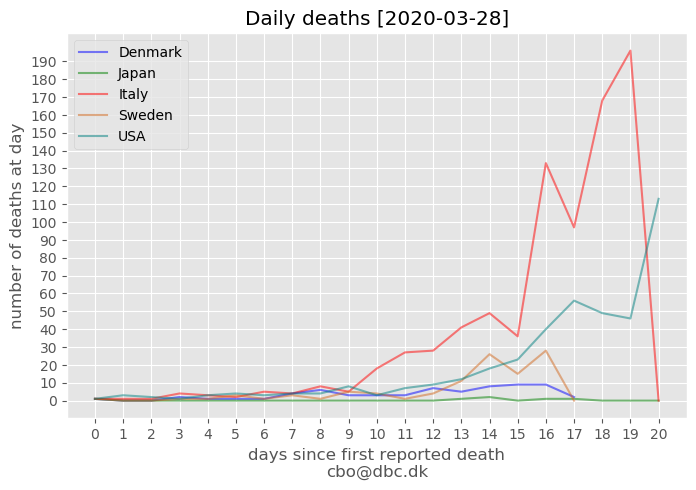 Daily deaths [2020-03-28]
Denmark
Japan
Italy
Sweden
USA
190
180
170
160
150
140
130
120
110
100
90
80
70
60
50
40
30
20
10
0
number of deaths at day
0 1 2 3 4 5 6 7 8 9 10 11 12 13 14 15 16 17 18 19 20
days since first reported death
cbo@dbc.dk